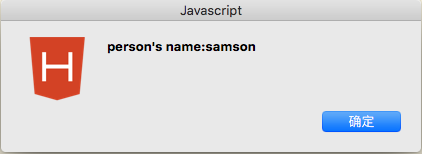 Javascript
person's name:samson
H
确定